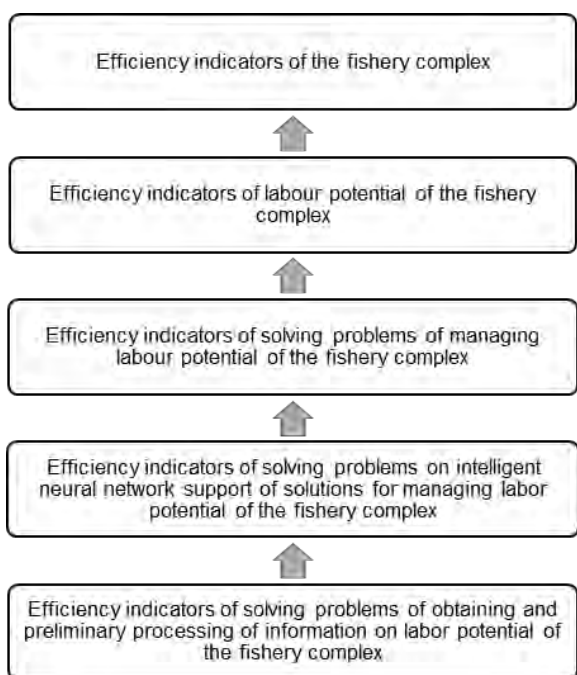 Efficiency indicators of the fishery complex
Efficiency indicators of labour potential of the fishery
complex
Efficiency indicators of solving problems of managing
labour potential of the fishery complex
Efficiency indicators of solving problems on intelligent
neural network support of solutions for managing labor
potential of the fishery complex
Efficiency indicators of solving problems of obtaining and
preliminary processing of information on labor potential of
the fishery complex